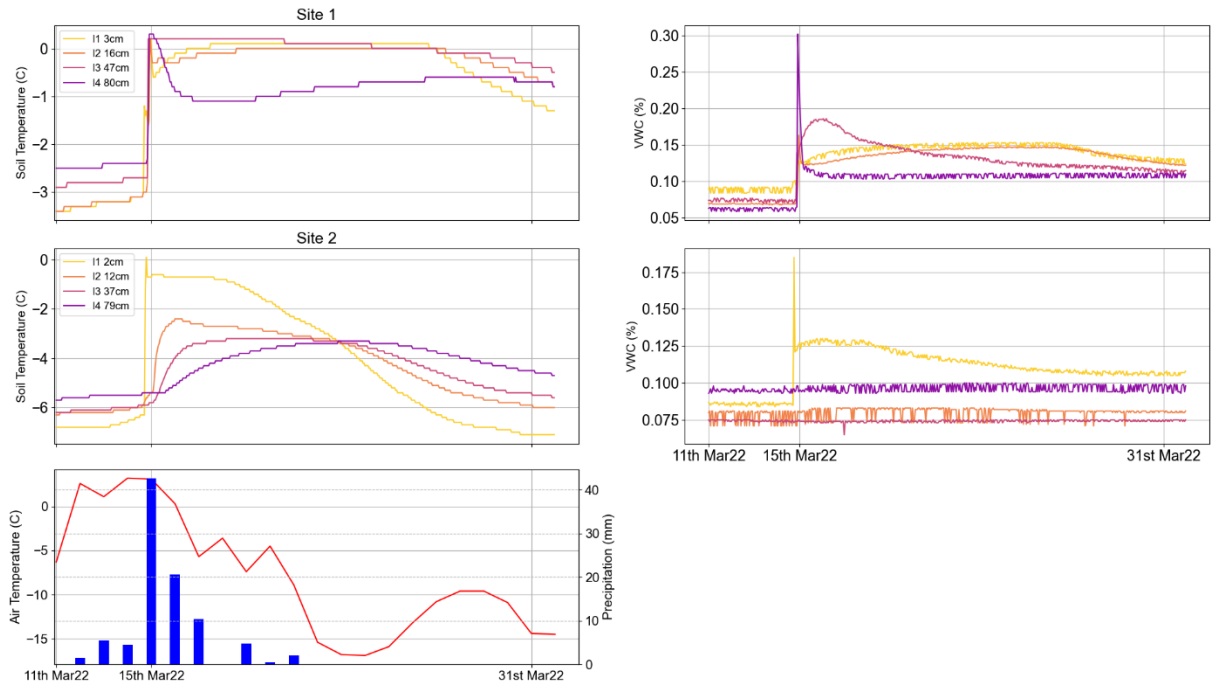 Site 1
l1 3cm
l2 16cm
l3 47cm
l4 80cm
Soil Temperature (C)
0
−1
−2
−3
VWC (%)
0.30
0.25
0.20
0.15
0.10
0.05
Site 2
l1 2cm
l2 12cm
l3 37cm
l4 79cm
Soil Temperature (C)
0
−2
−4
−6
VWC (%)
0.175
0.150
0.125
0.100
0.075
11th Mar22 15th Mar22 31st Mar22
Air Temperature (C)
0
−5
−10
−15
Precipitation (mm)
40
30
20
10
0
11th Mar22 15th Mar22 31st Mar22